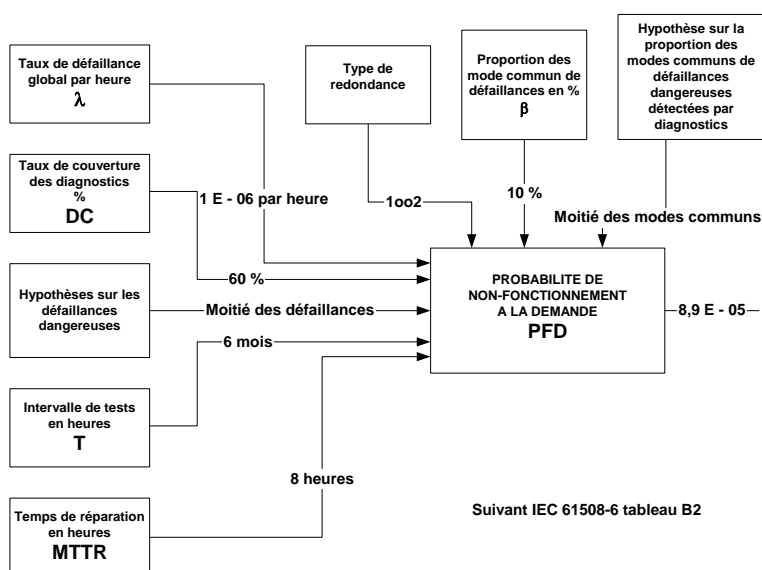 Taux de défaillance
global par heure
λ
Type de
redondance
Proportion des
mode commun de
défaillances en %
β
Hypothèse sur la
proportion des
modes communs de
défaillances
dangereuses
détectées par
diagnostics
Taux de couverture
des diagnostics
%
DC
1 E - 06 par heure
1oo2
10 %
Moitié des modes communs
60 %
Hypothèses sur les
défaillances
dangereuses
Moitié des défaillances
PROBABILITE DE
NON-FONCTIONNEMENT
A LA DEMANDE
PFD
8,9 E - 05
6 mois
Intervalle de tests
en heures
T
8 heures
Temps de réparation
en heures
MTTR
Suivant IEC 61508-6 tableau B2